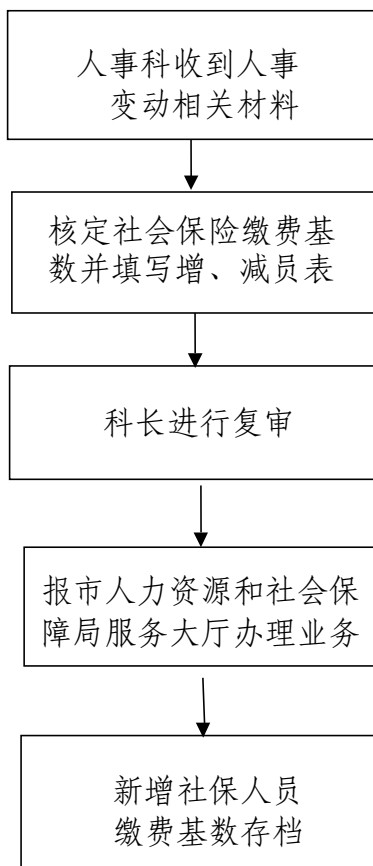 人事科收到人事
变动相关材料
核定社会保险缴费基
数并填写增、减员表
科长进行复审
报市人力资源和社会保
障局服务大厅办理业务
新增社保人员
缴费基数存档